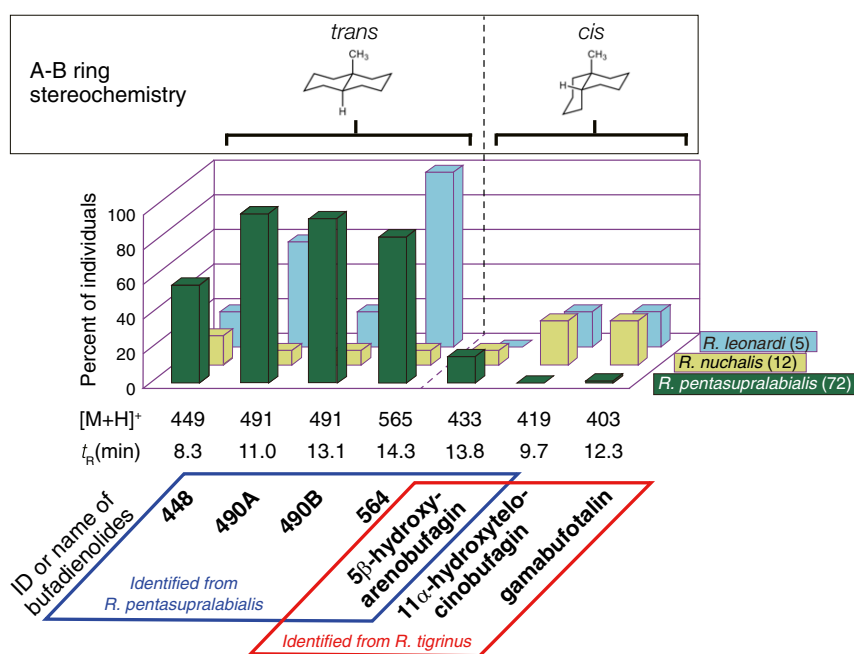 trans
cis
A-B ring
stereochemistry
CH3
H
CH3
H
Percent of individuals
100
80
60
40
20
0
R. leonardi (5)
R. nuchalis (12)
R. pentasupralabialis (72)
[M+H]+ 449 491 491 565 433 419 403
tR(min) 8.3 11.0 13.1 14.3 13.8 9.7 12.3
ID or name of
bufadienolides
448
490A
490B
564
5β-hydroxy-
arenobufagin
11α-hydroxytelo-
cinobufagin
gamabufotalin
Identified from
R. pentasupralabialis
Identified from R. tigrinus